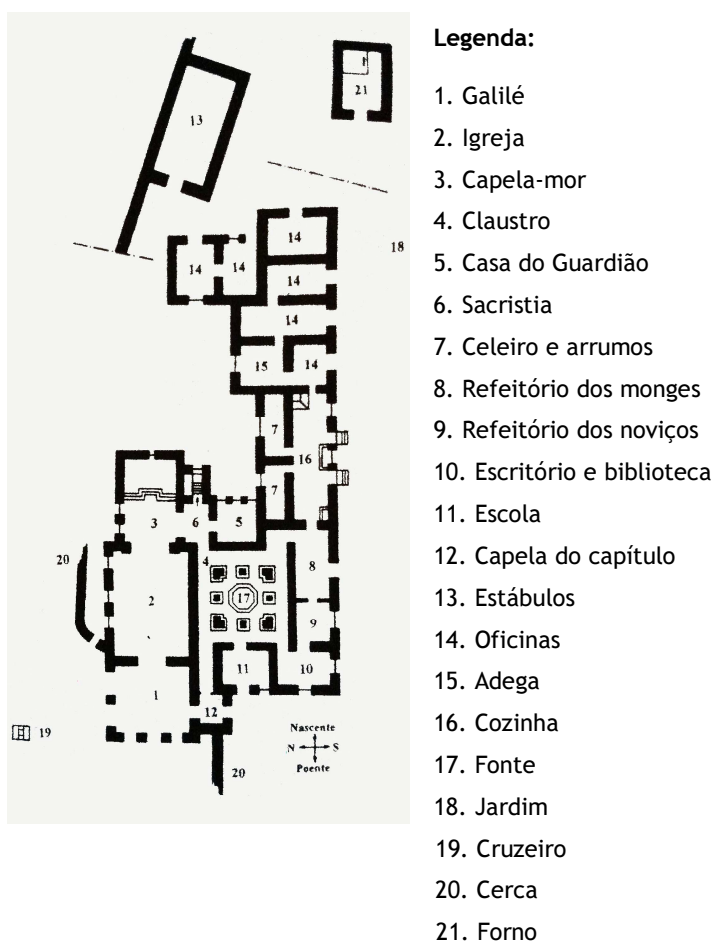 1
21
13
14
14
18
14
14
14
15
14
7
16
7
3
6
5
20
4
8
2
17
9
11
10
1
12
19
Nascente
N S
Poente
20
Legenda:
1. Galilé
2. Igreja
3. Capela-mor
4. Claustro
5. Casa do Guardião
6. Sacristia
7. Celeiro e arrumos
8. Refeitório dos monges
9. Refeitório dos noviços
10. Escritório e biblioteca
11. Escola
12. Capela do capítulo
13. Estábulos
14. Oficinas
15. Adega
16. Cozinha
17. Fonte
18. Jardim
19. Cruzeiro
20. Cerca
21. Forno